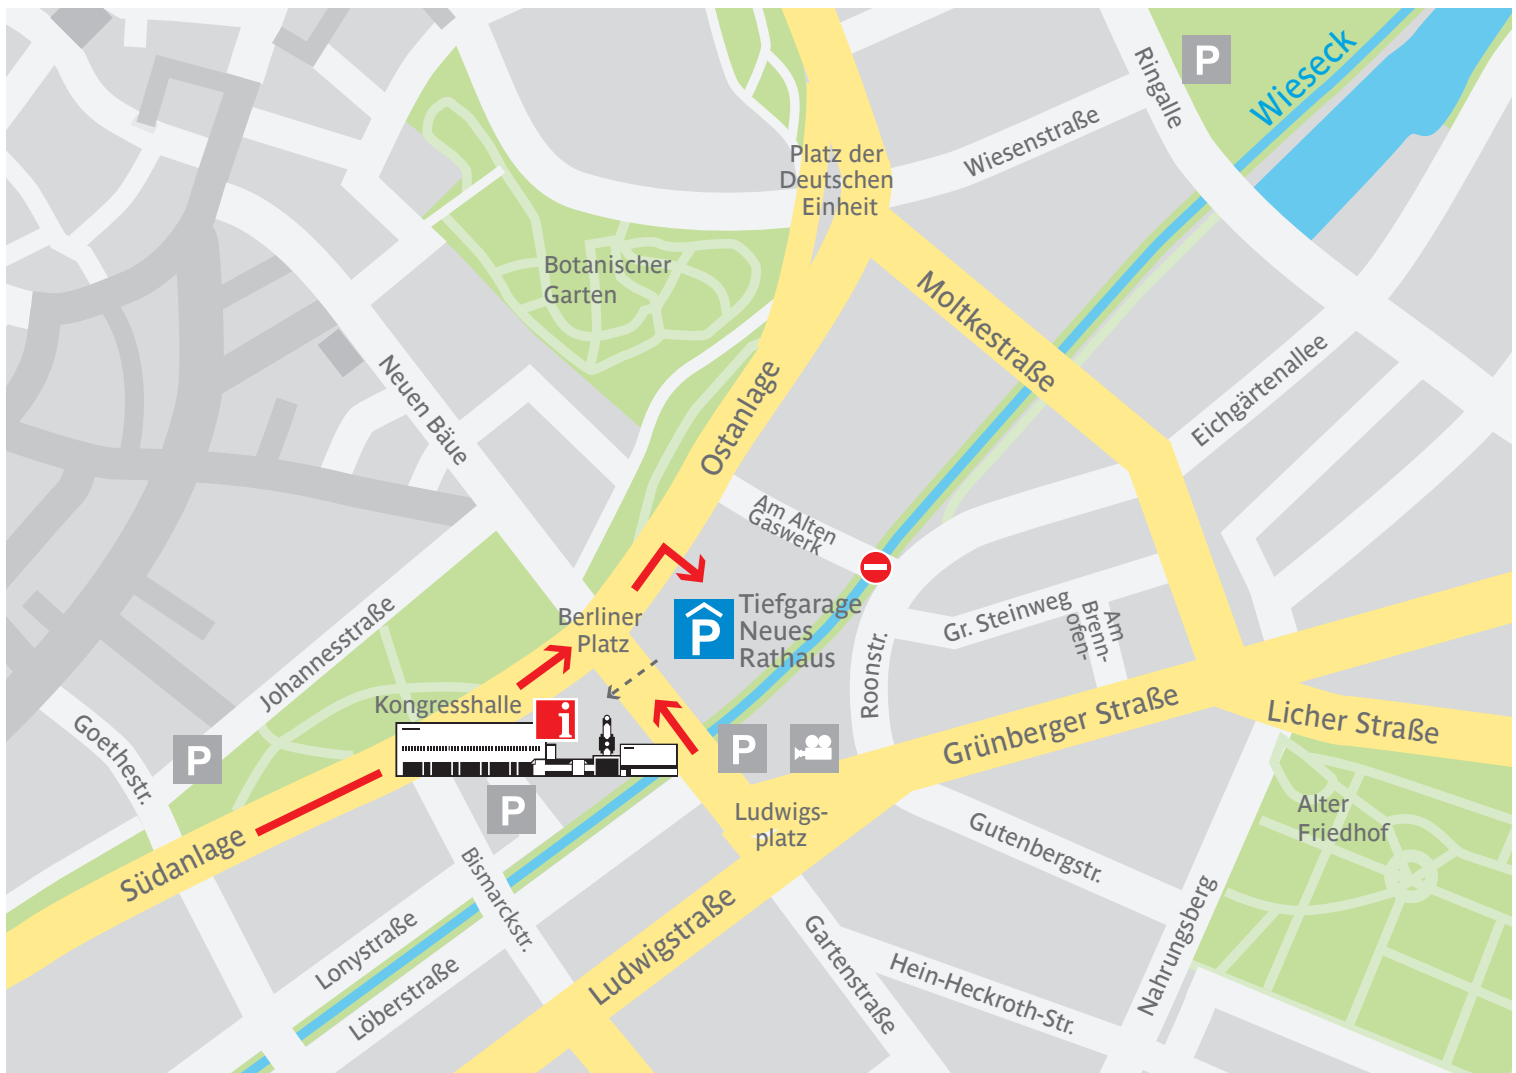 P
Wieseck
Ringalle
Wiesenstraße
Platz der
Deutschen
Einheit
Botanischer
Garten
Moltkestraße
Neuen Bäue
Eichgärtenallee
Ostanlage
Am Alten
Gaswerk
Johannesstraße
Berliner
Platz
P
Tiefgarage
Neues
Rathaus
Gr. Steinweg
Am
Brenn-
ofen-
Roonstr.
Kongresshalle
i
Goethestr.
P
P
Grünberger Straße
Licher Straße
P
Ludwigs-
platz
Alter
Friedhof
Südanlage
Gutenbergstr.
Bismarckstr.
Lonystraße
Löberstraße
Ludwigstraße
Gartenstraße
Hein-Heckroth-Str.
Nahrungsberg